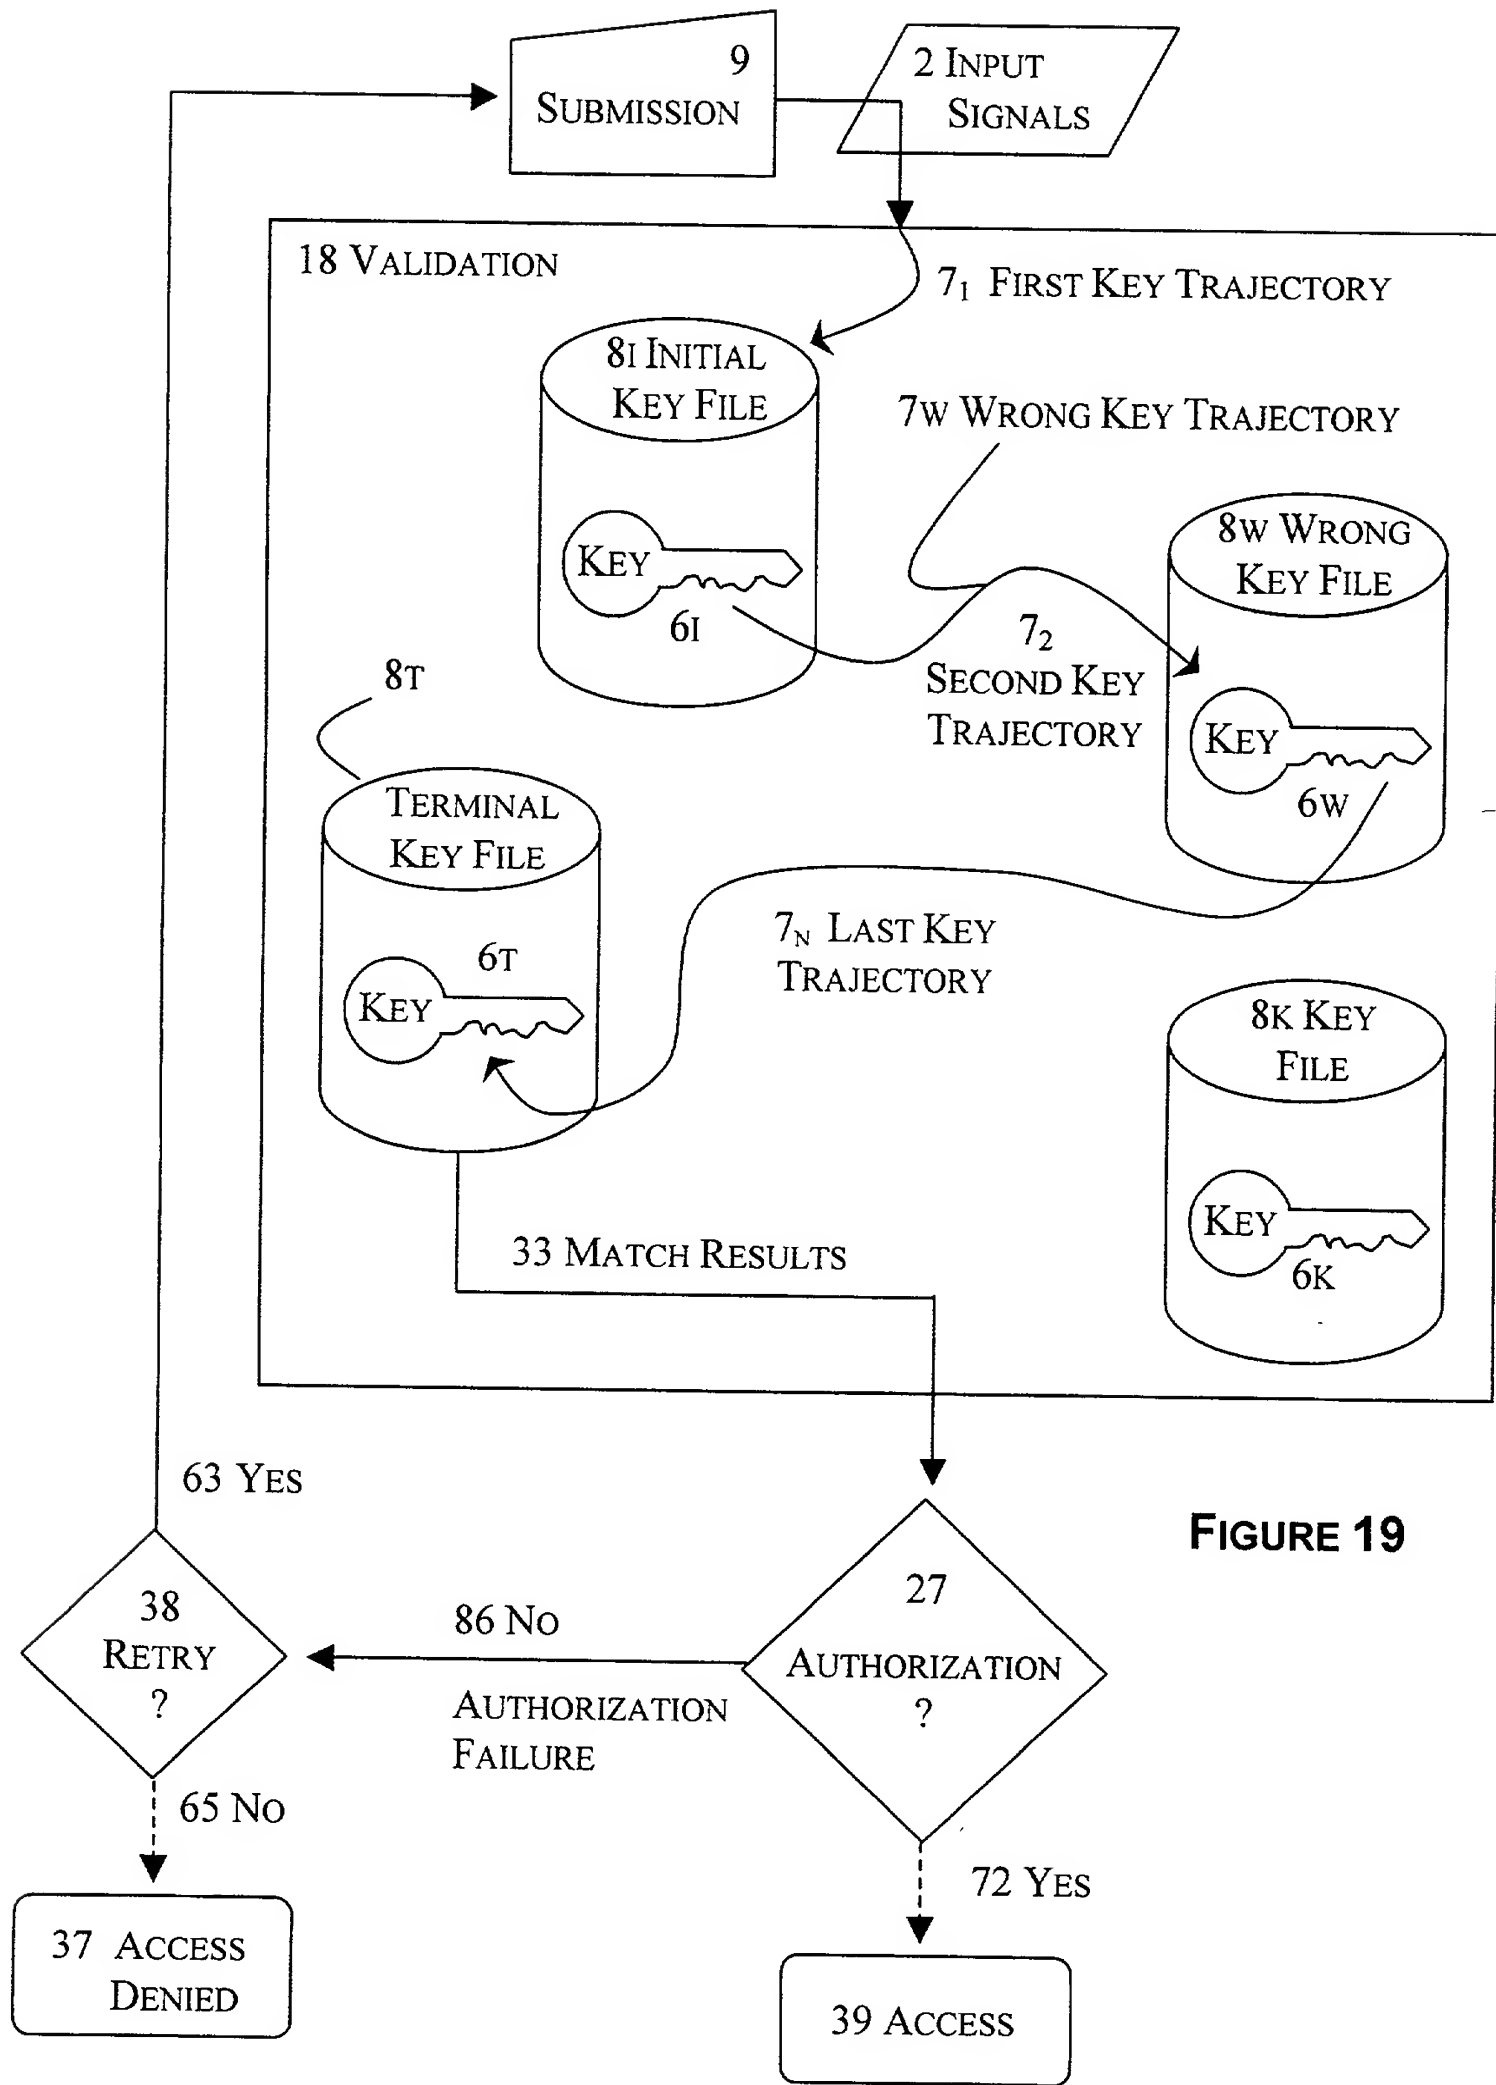 9
SUBMISSION
2 INPUT
SIGNALS
18 VALIDATION
7₁ FIRST KEY TRAJECTORY
8I INITIAL
KEY FILE
7W WRONG KEY TRAJECTORY
8W WRONG
KEY FILE
KEY
6I
7₂
SECOND KEY
TRAJECTORY
8T
KEY
6W
TERMINAL
KEY FILE
7N LAST KEY
TRAJECTORY
6T
KEY
8K KEY
FILE
KEY
6K
33 MATCH RESULTS
63 YES
FIGURE 19
38
RETRY
?
86 NO
AUTHORIZATION
FAILURE
27
AUTHORIZATION
?
65 NO
72 YES
37 ACCESS
DENIED
39 ACCESS